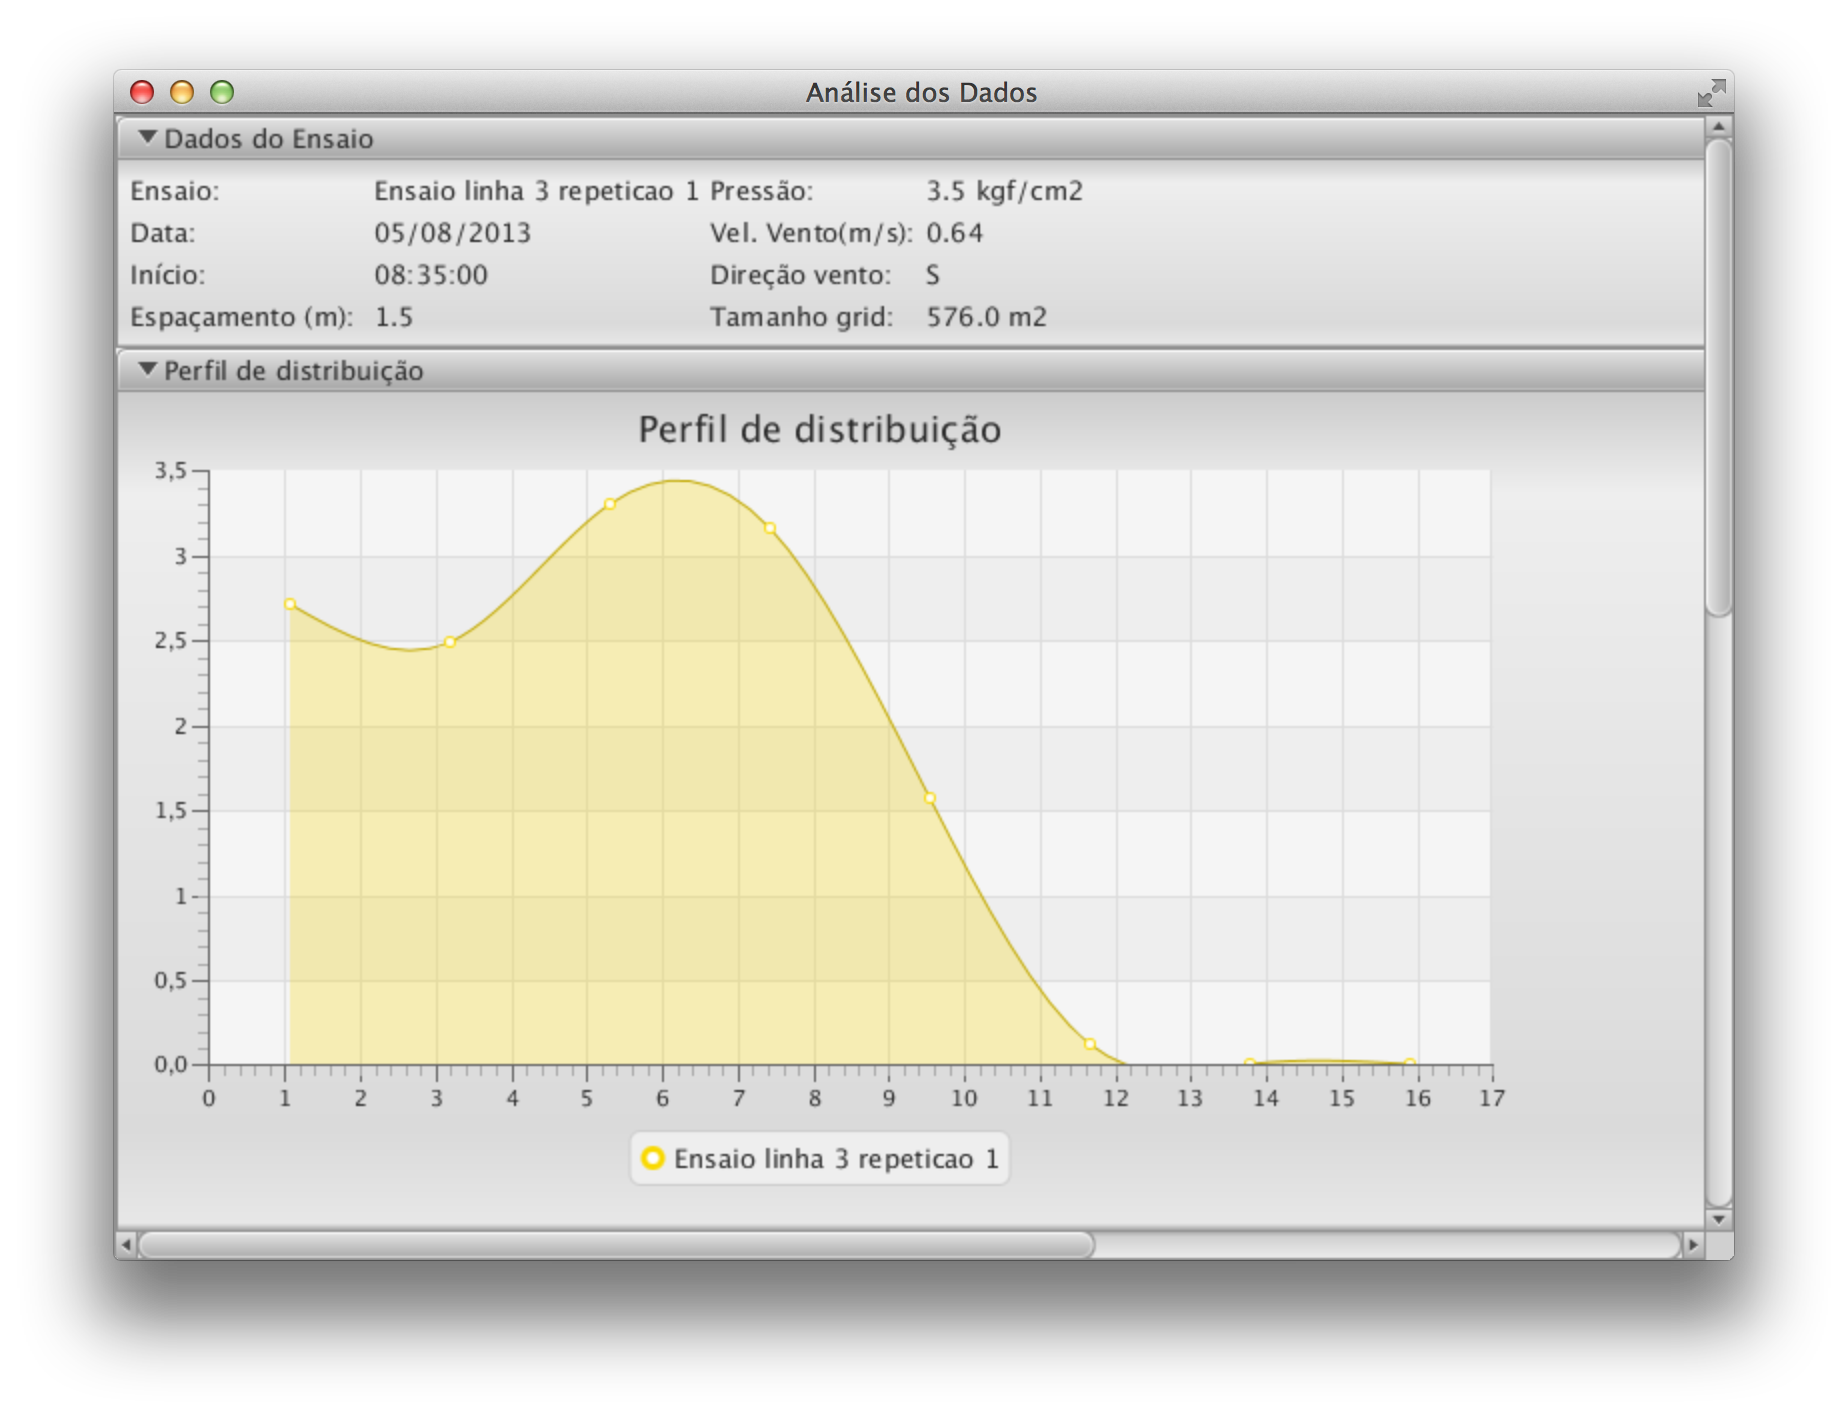 Análise dos Dados
Dados do Ensaio
Ensaio: Ensaio linha 3 repeticao 1 Pressão: 3.5 kgf/cm2
Data: 05/08/2013 Vel. Vento(m/s): 0.64
Início: 08:35:00 Direção vento: S
Espaçamento (m): 1.5 Tamanho grid: 576.0 m2
Perfil de distribuição
Perfil de distribuição
3,5
3
2,5
2
1,5
1
0,5
0,0
0 1 2 3 4 5 6 7 8 9 10 11 12 13 14 15 16 17
Ensaio linha 3 repeticao 1